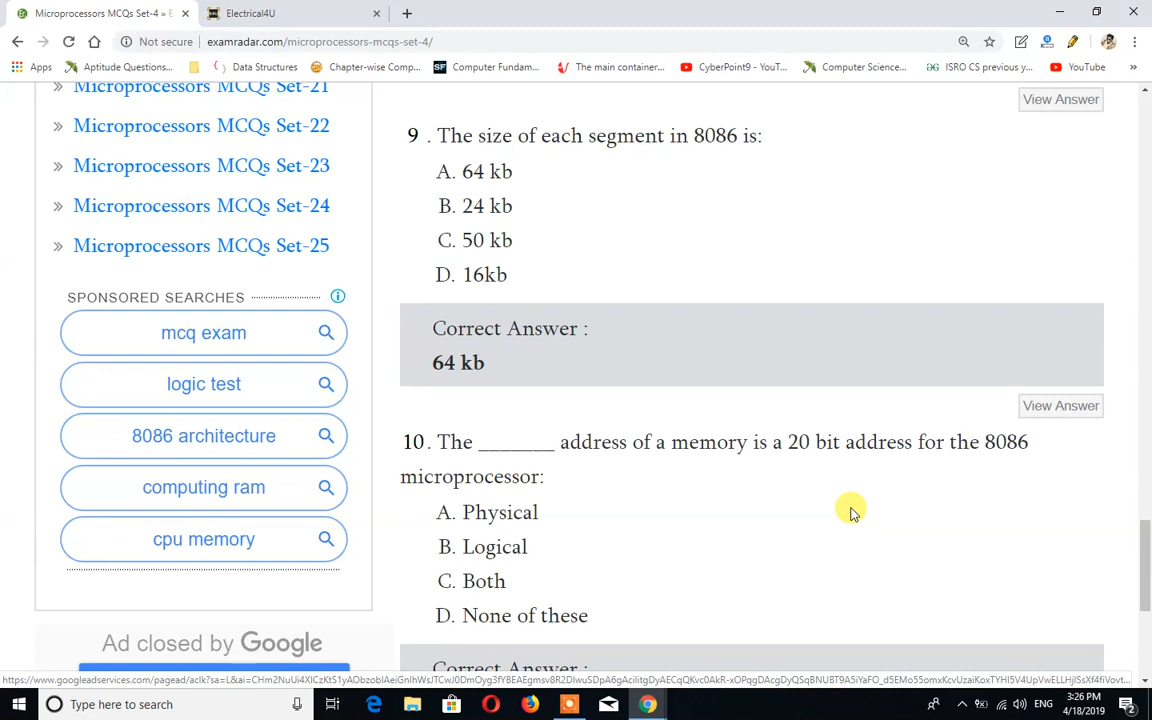 Microprocessors MCQs Set-4 » E
Electrical4U
Not secure | examradar.com/microprocessors-mcqs-set-4/
Apps
Aptitude Questions...
Data Structures
Chapter-wise Comp...
Computer Fundam...
The main container...
CyberPoint9 - YouT...
Computer Science...
ISRO CS previous y...
YouTube
»
» Microprocessors MCQs Set-21
» Microprocessors MCQs Set-22
» Microprocessors MCQs Set-23
» Microprocessors MCQs Set-24
» Microprocessors MCQs Set-25
SPONSORED SEARCHES
mcq exam
logic test
8086 architecture
computing ram
cpu memory
Ad closed by Google
View Answer
9 . The size of each segment in 8086 is:
A. 64 kb
B. 24 kb
C. 50 kb
D. 16kb
Correct Answer :
64 kb
View Answer
10. The _______ address of a memory is a 20 bit address for the 8086
microprocessor:
A. Physical
B. Logical
C. Both
D. None of these
Correct Answer :
Type here to search
ENG
3:26 PM
4/18/2019
2